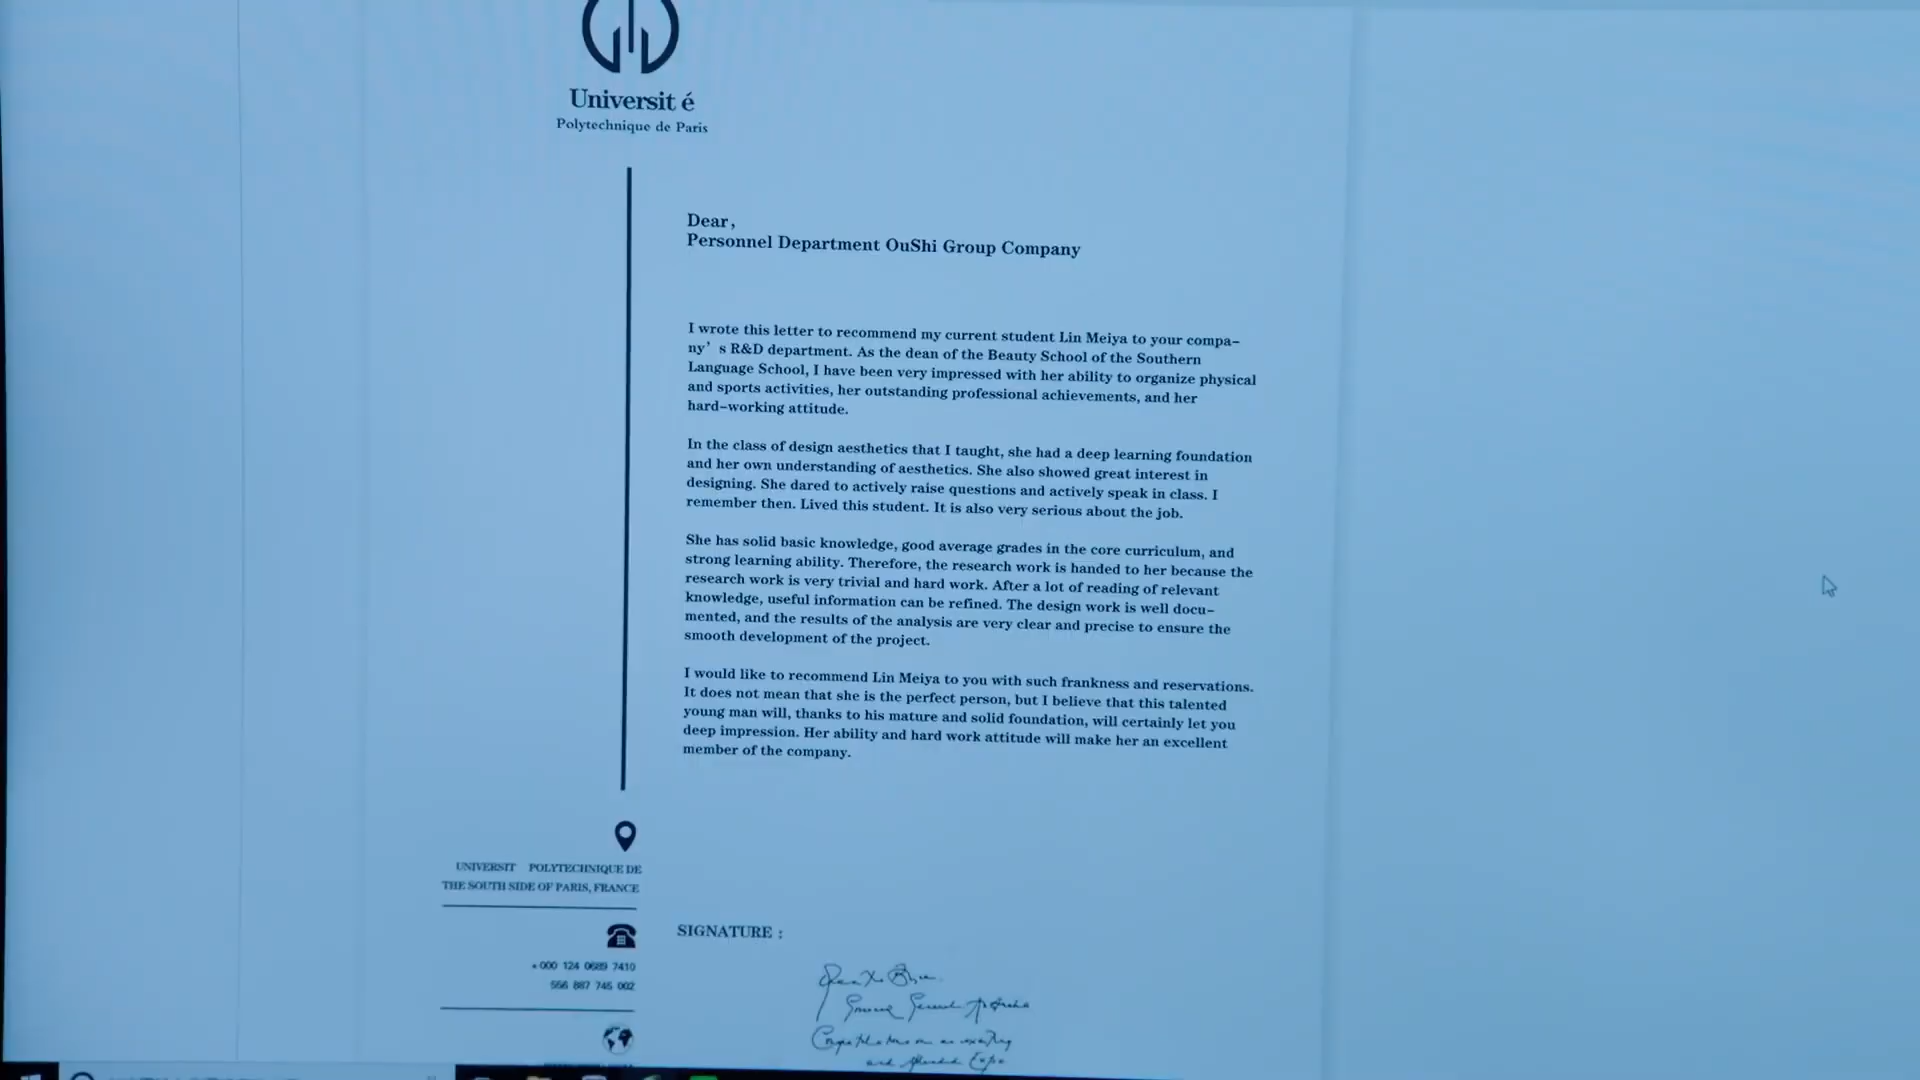 Universit é
Polytechnique de Paris
Dear,
Personnel Department OuShi Group Company
I wrote this letter to recommend my current student Lin Meiya to your compa-
ny’ s R&D department. As the dean of the Beauty School of the Southern
Language School, I have been very impressed with her ability to organize physical
and sports activities, her outstanding professional achievements, and her
hard-working attitude.
In the class of design aesthetics that I taught, she had a deep learning foundation
and her own understanding of aesthetics. She also showed great interest in
designing. She dared to actively raise questions and actively speak in class. I
remember then. Lived this student. It is also very serious about the job.
She has solid basic knowledge, good average grades in the core curriculum, and
strong learning ability. Therefore, the research work is handed to her because the
research work is very trivial and hard work. After a lot of reading of relevant
knowledge, useful information can be refined. The design work is well docu-
mented, and the results of the analysis are very clear and precise to ensure the
smooth development of the project.
I would like to recommend Lin Meiya to you with such frankness and reservations.
It does not mean that she is the perfect person, but I believe that this talented
young man will, thanks to his mature and solid foundation, will certainly let you
deep impression. Her ability and hard work attitude will make her an excellent
member of the company.
UNIVERSIT POLYTECHNIQUE DE
THE SOUTH SIDE OF PARIS, FRANCE
+000 124 0689 7410
556 887 745 002
SIGNATURE :